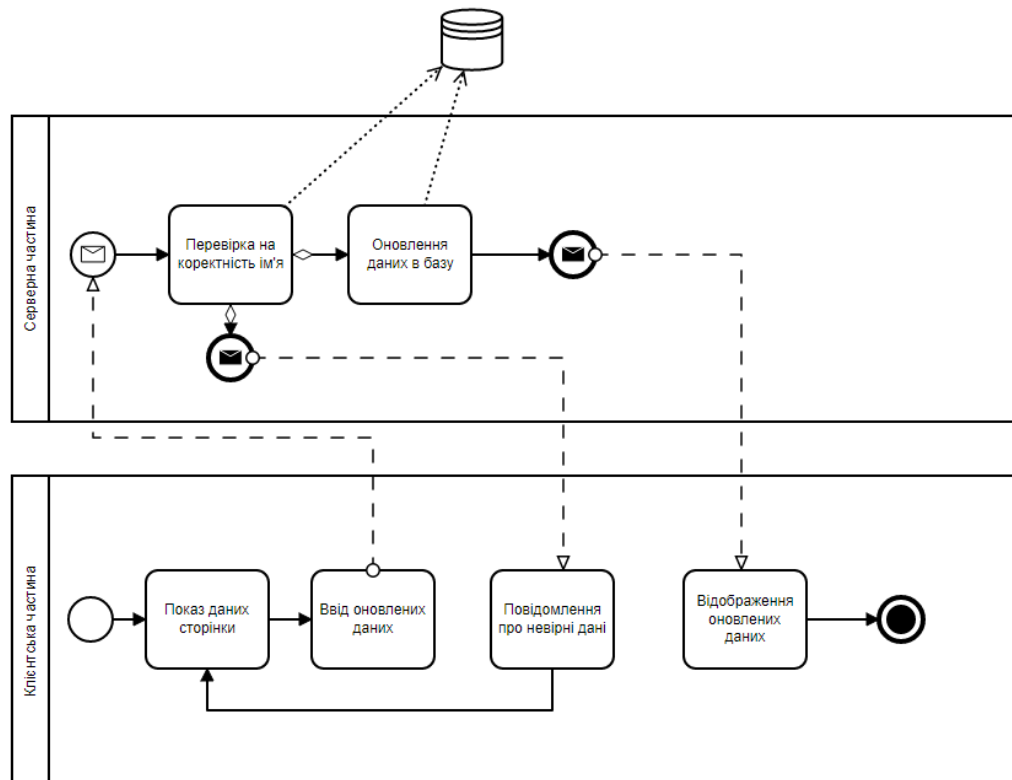 Серверна частина
Перевірка на
коректність ім'я
Оновлення
даних в базу
Клієнтська частина
Показ даних
сторінки
Ввід оновлених
даних
Повідомлення
про невірні дані
Відображення
оновлених
даних